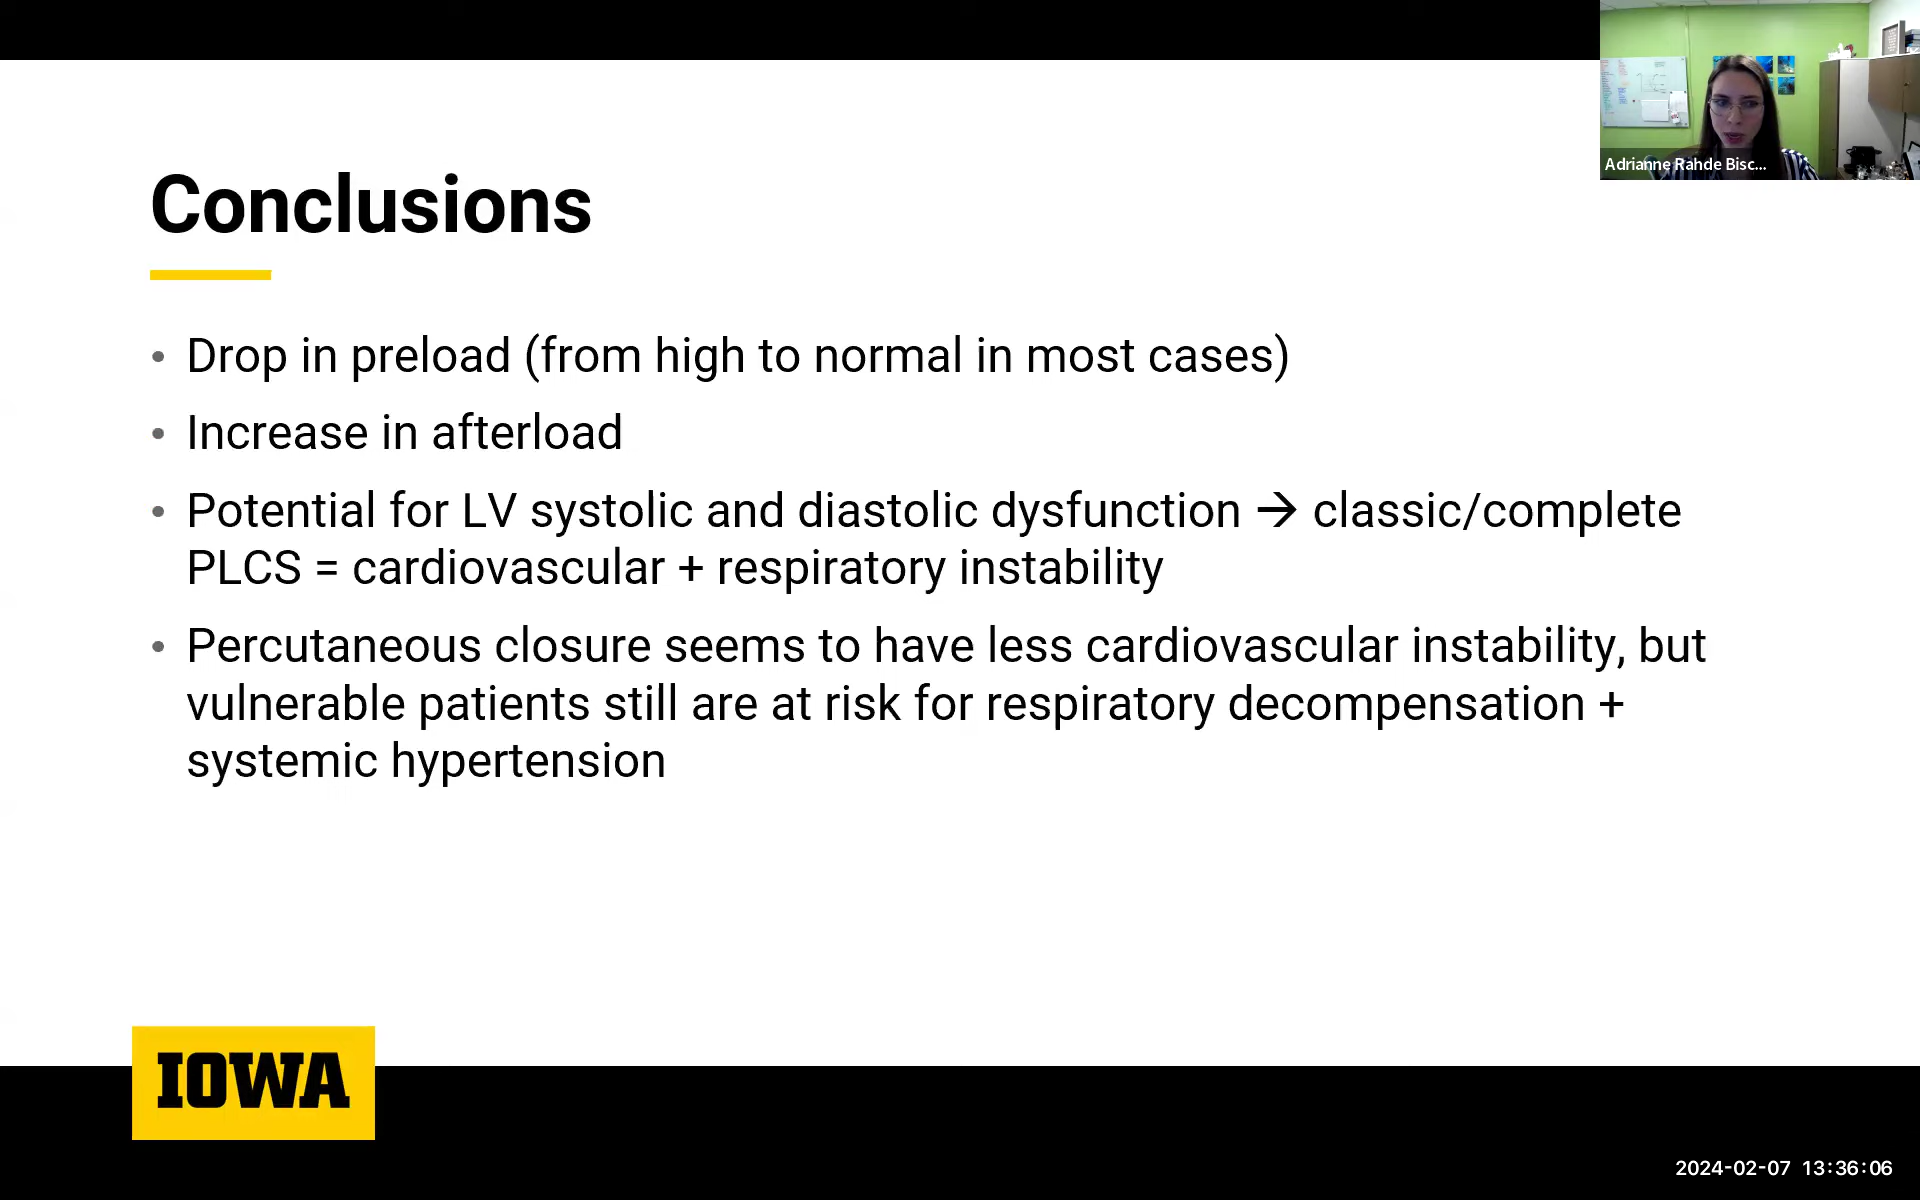 Adrianne Rahde Bisc...
Conclusions
• Drop in preload (from high to normal in most cases)
• Increase in afterload
• Potential for LV systolic and diastolic dysfunction → classic/complete
PLCS = cardiovascular + respiratory instability
• Percutaneous closure seems to have less cardiovascular instability, but
vulnerable patients still are at risk for respiratory decompensation +
systemic hypertension
IOWA
2024-02-07 13:36:06